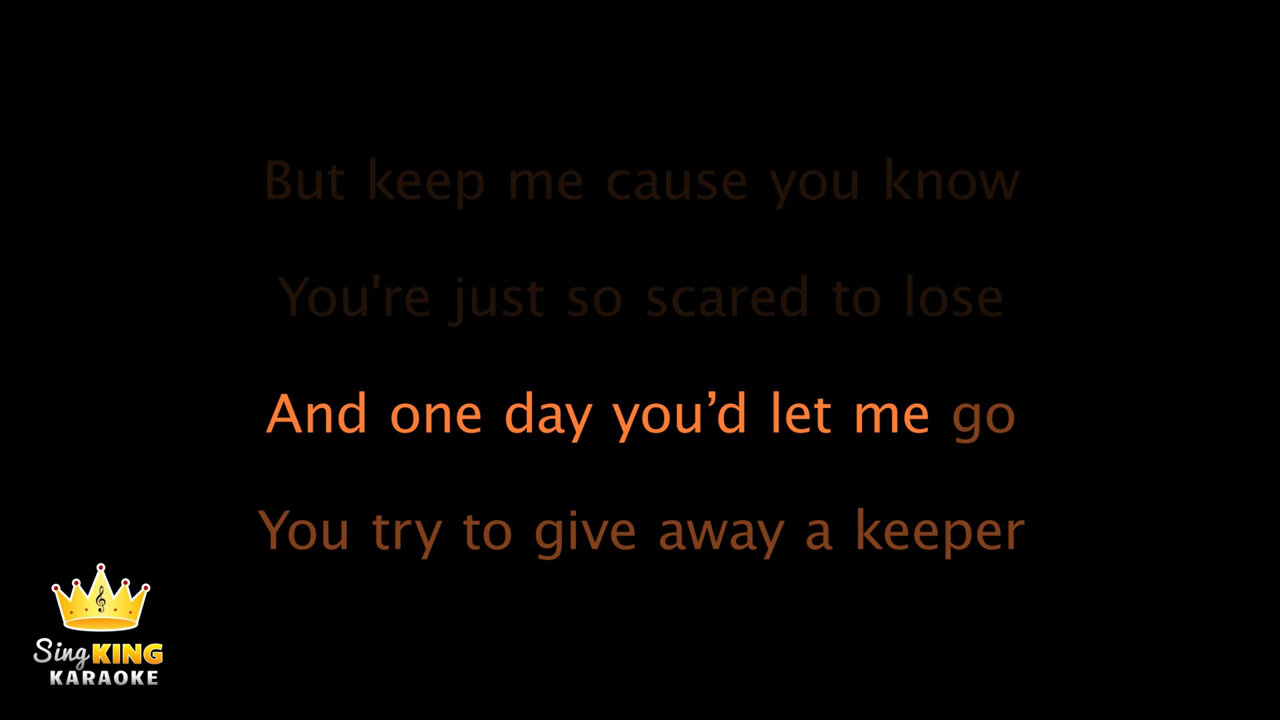 But keep me cause you know
You're just so scared to lose
And one day you’d let me go
You try to give away a keeper
Sing KING
KARAOKE